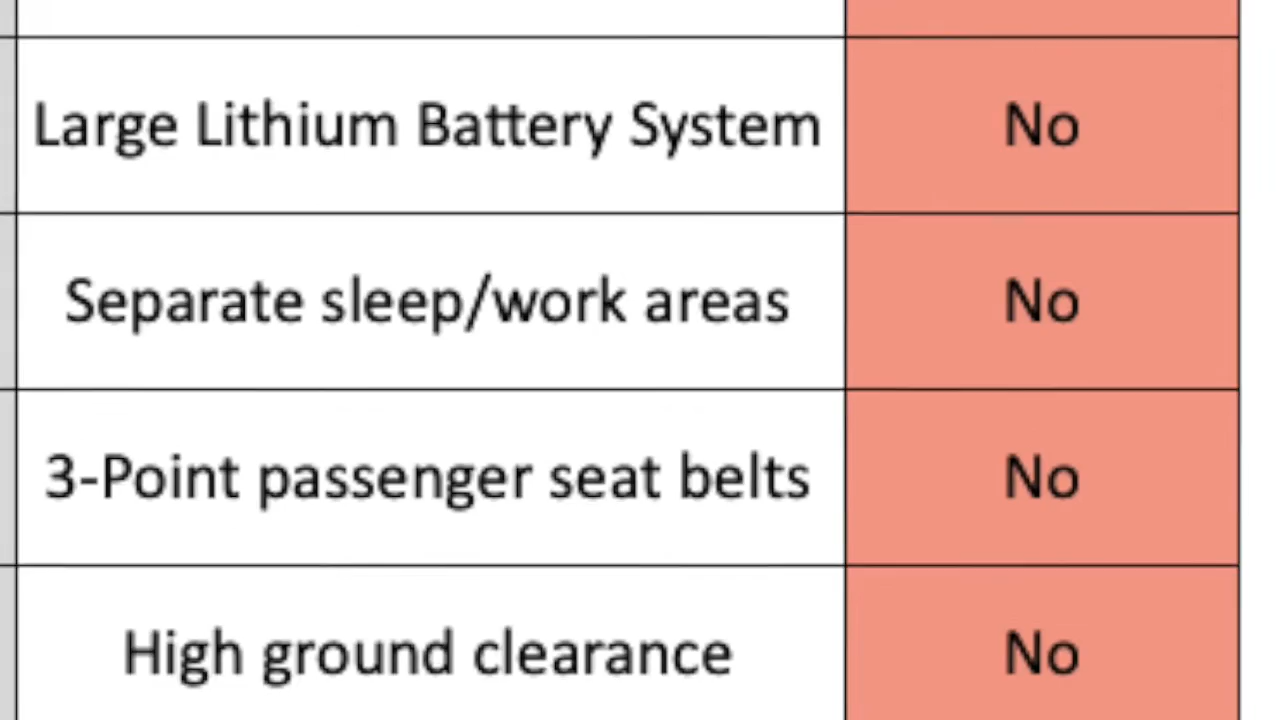 Large Lithium Battery System No
Separate sleep/work areas No
3-Point passenger seat belts No
High ground clearance No